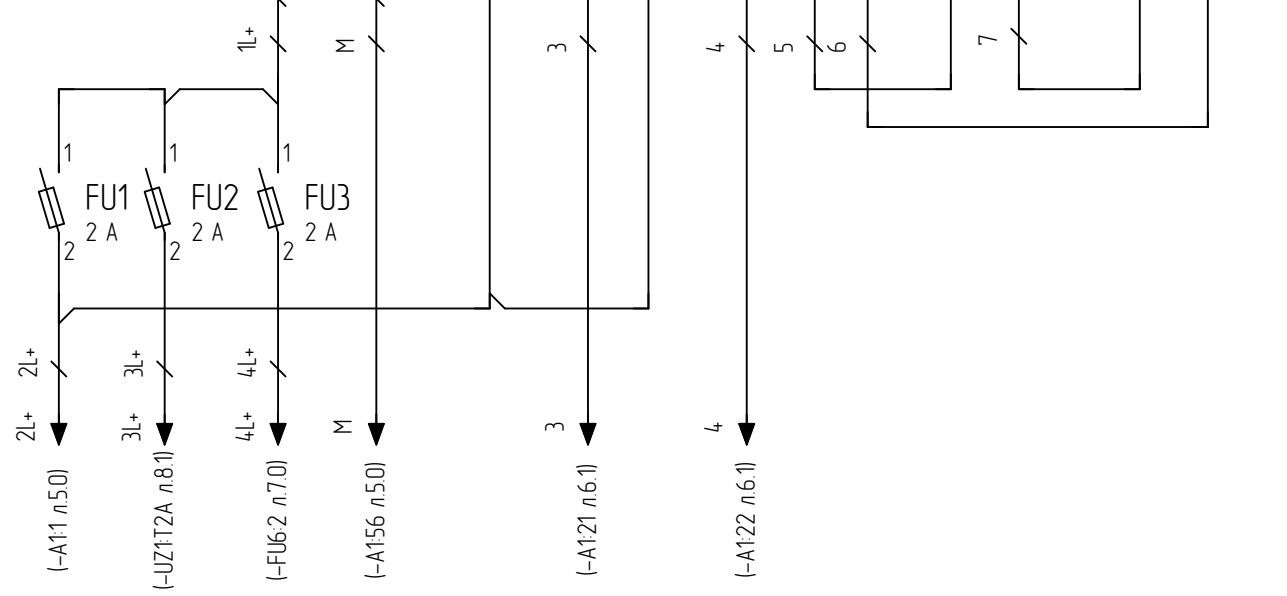 1L+
M
3
4
5
6
7
1
1
1
FU1
FU2
FU3
2 A
2 A
2 A
2
2
2
2L+
3L+
4L+
2L+
3L+
4L+
M
3
4
(-A1:1 л.5.0)
(-UZ1:T2A л.8.1)
(-FU6:2 л.7.0)
(-A1:56 л.5.0)
(-A1:21 л.6.1)
(-A1:22 л.6.1)